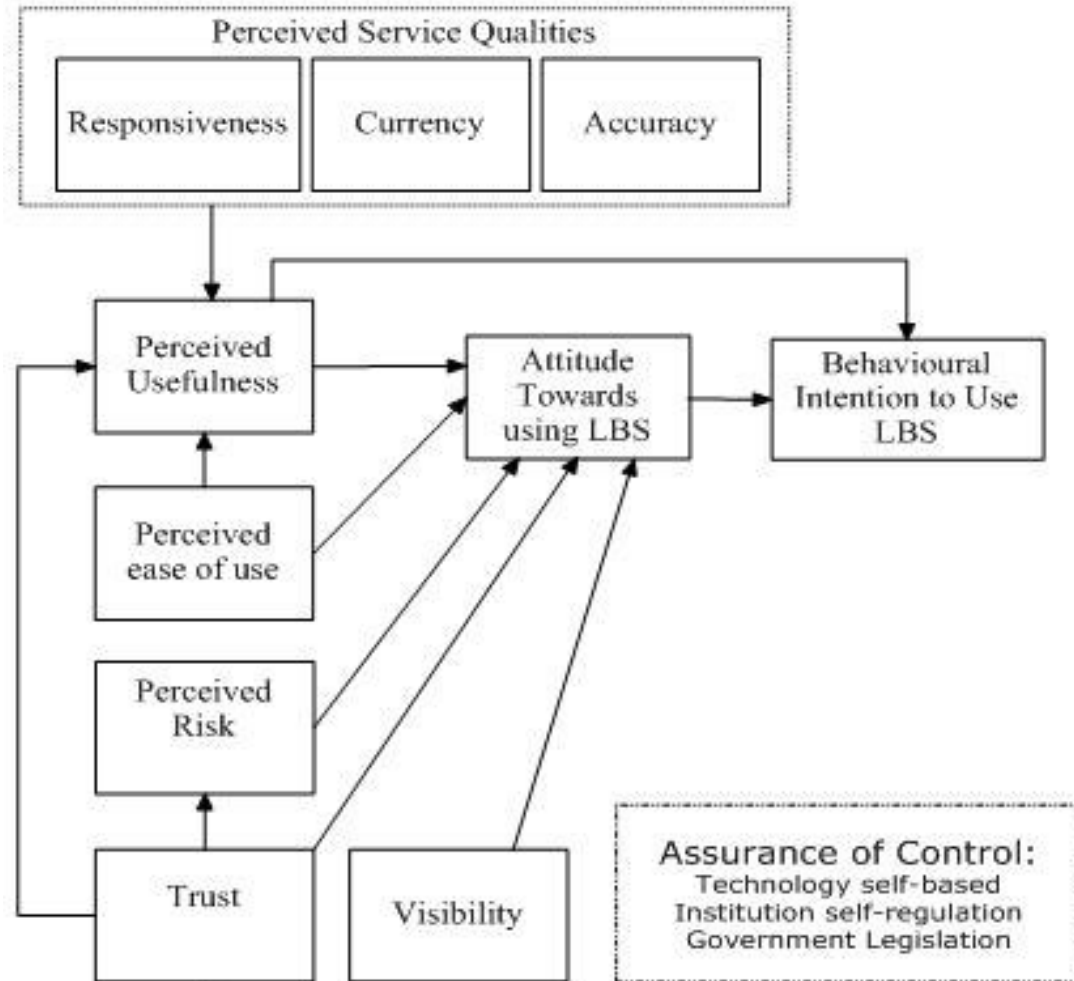 Perceived Service Qualities
Responsiveness
Currency
Accuracy
Perceived
Usefulness
Attitude
Towards
using LBS
Behavioural
Intention to Use
LBS
Perceived
ease of use
Perceived
Risk
Trust
Visibility
Assurance of Control:
Technology self-based
Institution self-regulation
Government Legislation